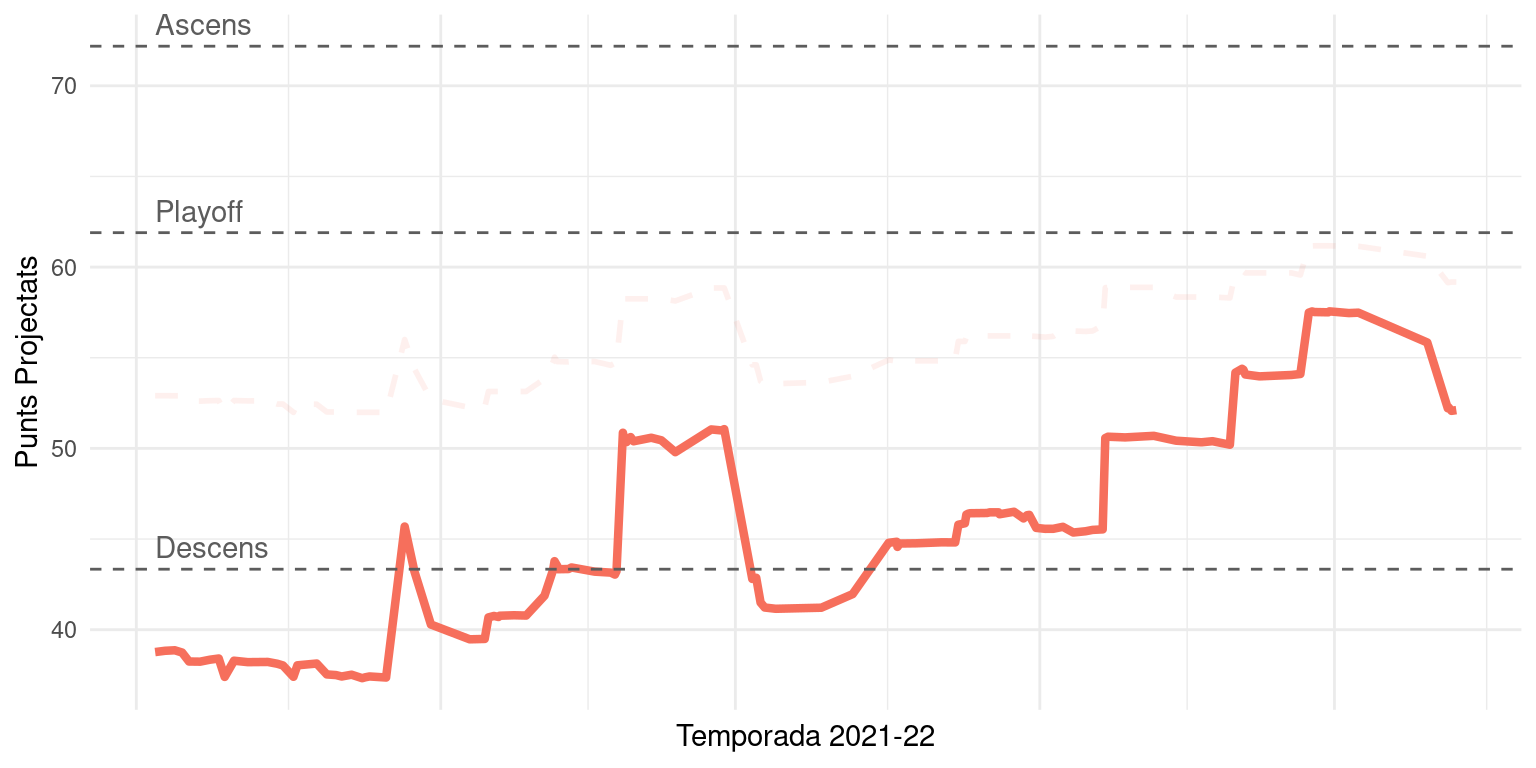 Ascens
70
Playoff
60
Punts Projectats
50
Descens
40
Temporada 2021-22